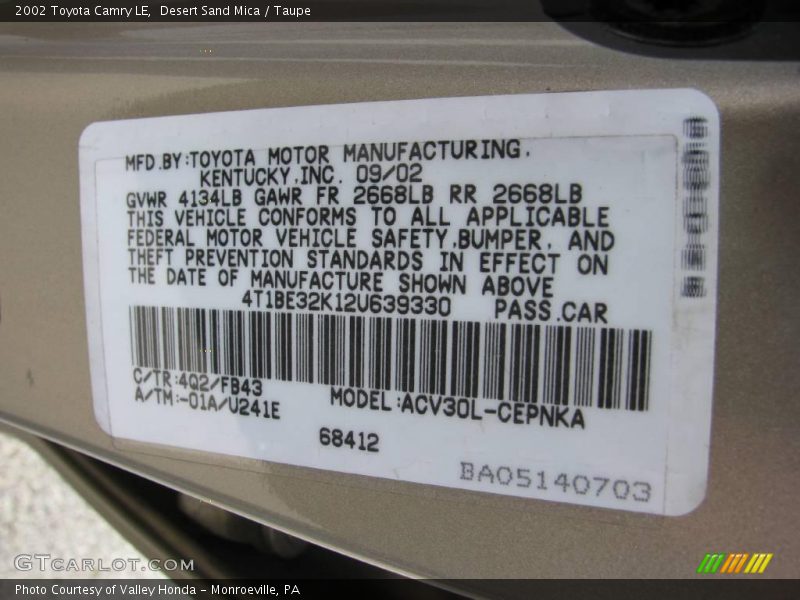 2002 Toyota Camry LE, Desert Sand Mica / Taupe
MFD.BY:TOYOTA MOTOR MANUFACTURING,
KENTUCKY,INC. 09/02
GVWR 4134LB GAWR FR 2668LB RR 2668LB
THIS VEHICLE CONFORMS TO ALL APPLICABLE
FEDERAL MOTOR VEHICLE SAFETY,BUMPER, AND
THEFT PREVENTION STANDARDS IN EFFECT ON
THE DATE OF MANUFACTURE SHOWN ABOVE
4T1BE32K12U639330 PASS.CAR
C/TR:4Q2/FB43
A/TM:-01A/U241E
MODEL:ACV30L-CEPNKA
68412
BA05140703
GTCARLOT.COM
Photo Courtesy of Valley Honda - Monroeville, PA